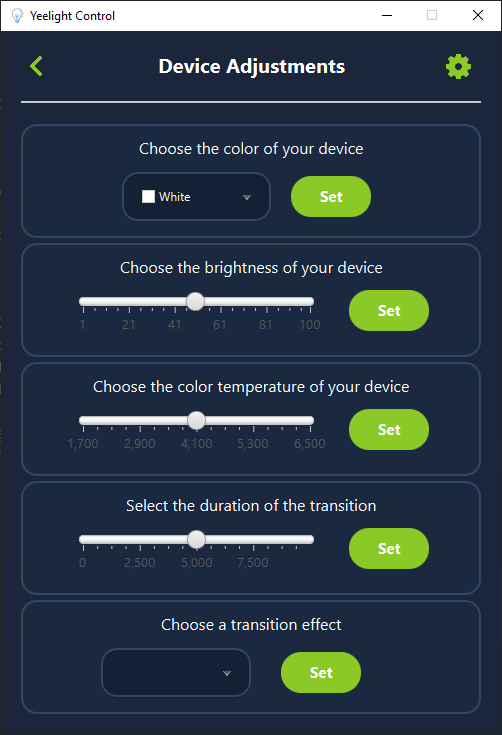 Yeelight Control
Device Adjustments
Choose the color of your device
White
Set
Choose the brightness of your device
1 21 41 61 81 100
Set
Choose the color temperature of your device
1,700 2,900 4,100 5,300 6,500
Set
Select the duration of the transition
0 2,500 5,000 7,500
Set
Choose a transition effect
Set